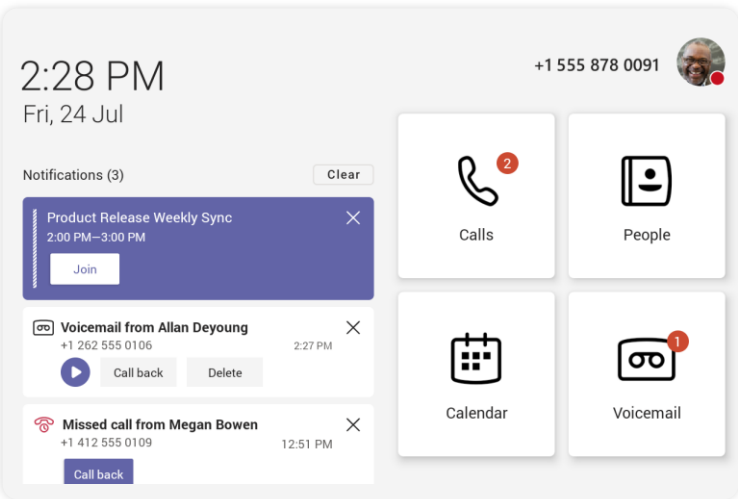 2:28 PM
Fri, 24 Jul
+1 555 878 0091
Notifications (3)
Clear
Product Release Weekly Sync
2:00 PM—3:00 PM
Join
Voicemail from Allan Deyoung
+1 262 555 0106
2:27 PM
Call back
Delete
Missed call from Megan Bowen
+1 412 555 0109
12:51 PM
Call back
2
Calls
People
Calendar
1
Voicemail